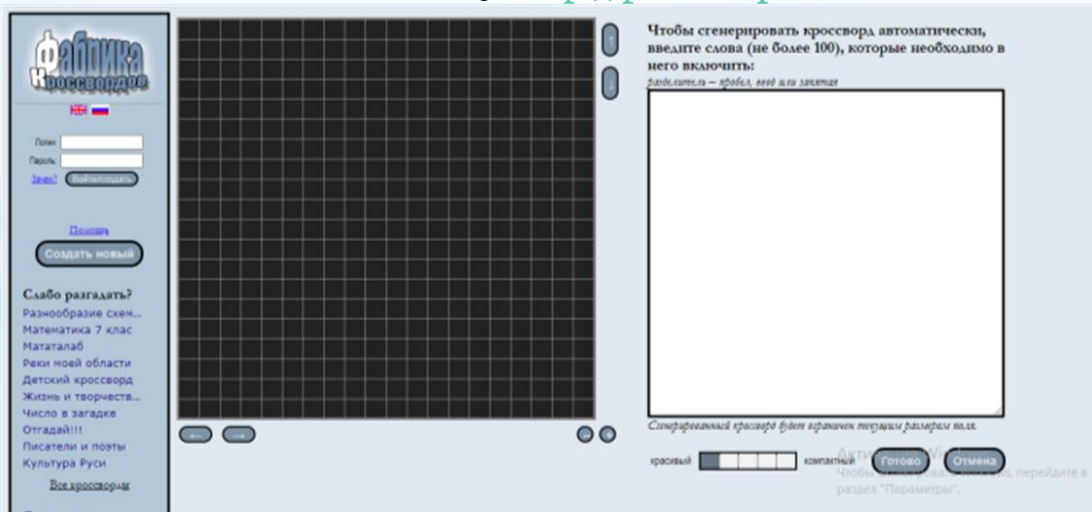 Фабрика
Кроссвордов
Логин:
Пароль:
Зачем?
Войти/создать
Помощь
Создать новый
Слабо разгадать?
Разнообразие схем...
Математика 7 клас
Мататалаб
Реки моей области
Детский кроссворд
Жизнь и творчеств...
Число в загадке
Отгадай!!!
Писатели и поэты
Культура Руси
Все кроссворды
↑
↓
← →
- +
Чтобы сгенерировать кроссворд автоматически,
введите слова (не более 100), которые необходимо в
него включить:
разделитель — пробел, ввод или запятая
Сгенерированный кроссворд будет ограничен текущим размером поля.
красивый компактный Готово Отмена
Windows, перейдите в
раздел "Параметры".